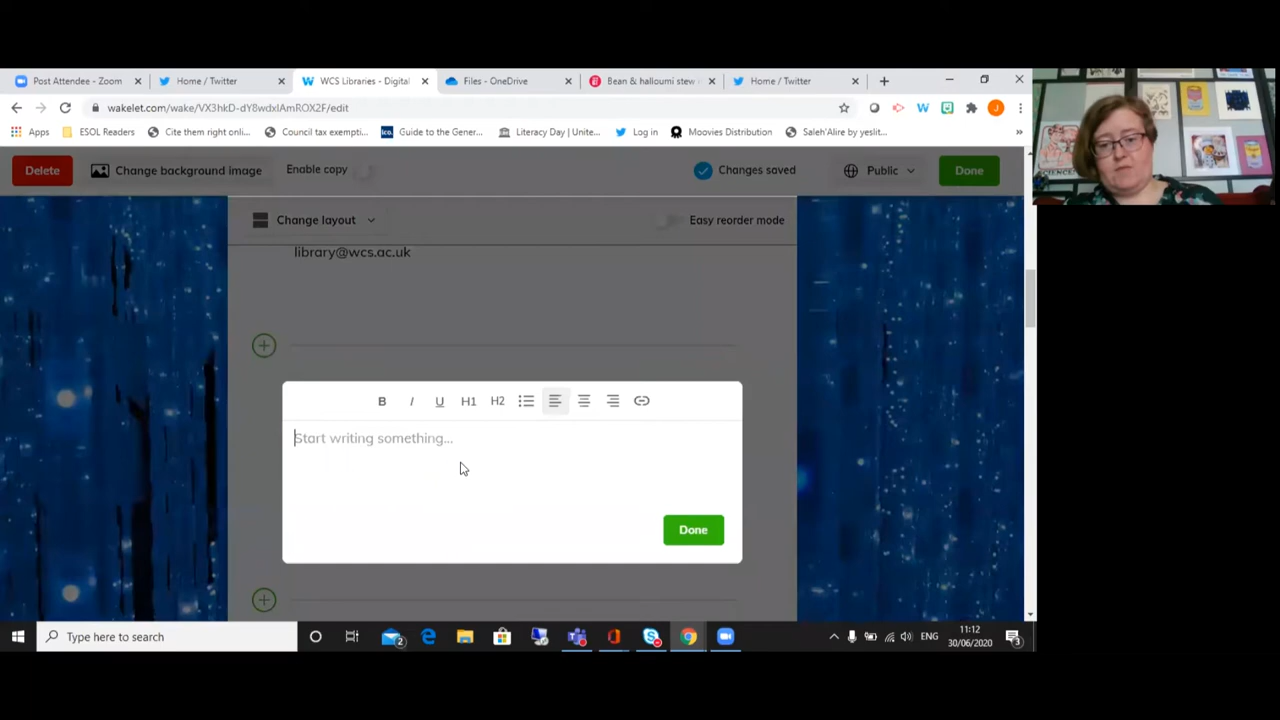 Post Attendee - Zoom
Home / Twitter
WCS Libraries - Digital
Files - OneDrive
Bean & halloumi stew
Home / Twitter
wakelet.com/wake/VX3hkD-dY8wdxIAmROX2F/edit
Apps
ESOL Readers
Cite them right onli...
Council tax exempti...
ico.
Guide to the Gener...
Literacy Day | Unite...
Log in
Moovies Distribution
Saleh'Alire by yeslit...
Delete
Change background image
Enable copy
Changes saved
Public
Done
Change layout
Easy reorder mode
library@wcs.ac.uk
B I U H1 H2
Start writing something...
Done
Type here to search
2
ENG
11:12
30/06/2020
3